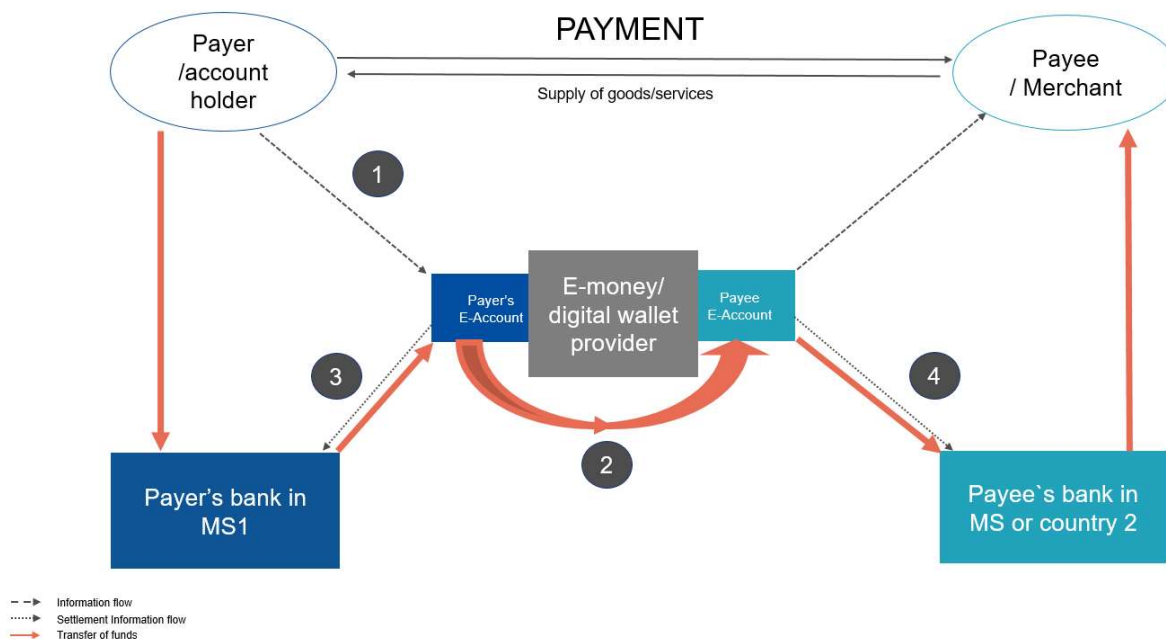 PAYMENT
Payer
/account
holder
Payee
/ Merchant
Supply of goods/services
1
Payer's
E-Account
E-money/
digital wallet
provider
Payee
E-Account
3
4
2
Payer's bank in
MS1
Payee`s bank in
MS or country 2
Information flow
Settlement Information flow
Transfer of funds